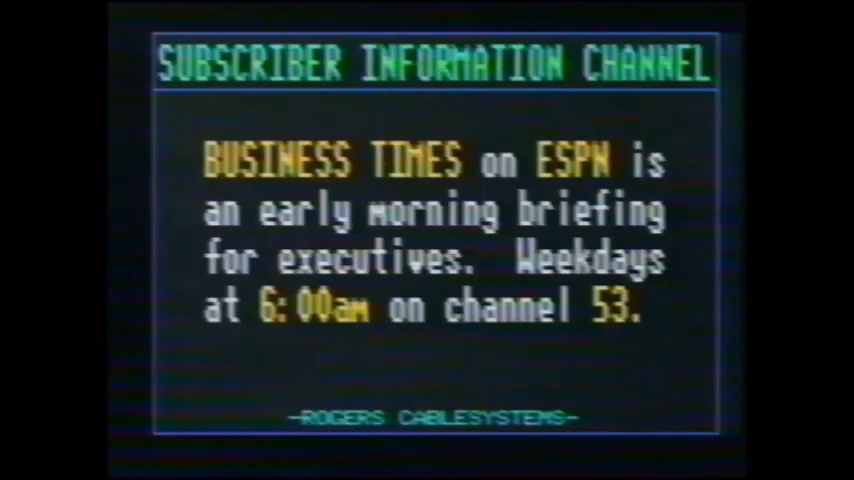 SUBSCRIBER INFORMATION CHANNEL
BUSINESS TIMES on ESPN is
an early morning briefing
for executives. Weekdays
at 6:00am on channel 53.
-ROGERS CABLESYSTEMS-